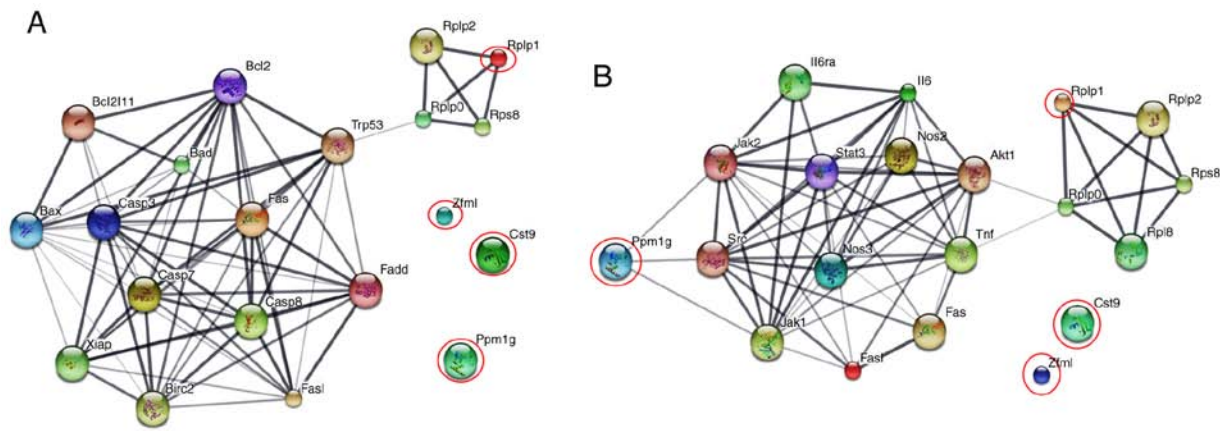 A
Rplp2
Rplp1
Bcl2
Bcl2l11
Rplp0
Rps8
Trp53
Bad
Bax
Casp3
Fas
Zfml
Cst9
Casp7
Fadd
Casp8
Xiap
Ppm1g
Birc2
Fasl
B
Il6ra
Il6
Rplp1
Rplp2
Jak2
Stat3
Nos2
Akt1
Rps8
Rplp0
Ppm1g
Src
Nos3
Tnf
Rpl8
Jak1
Fas
Cst9
Fasl
Zfml